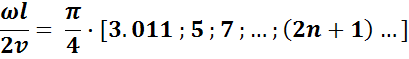 ωl/2v = π/4 · [3.011 ; 5 ; 7 ; … ; (2n + 1) … ]